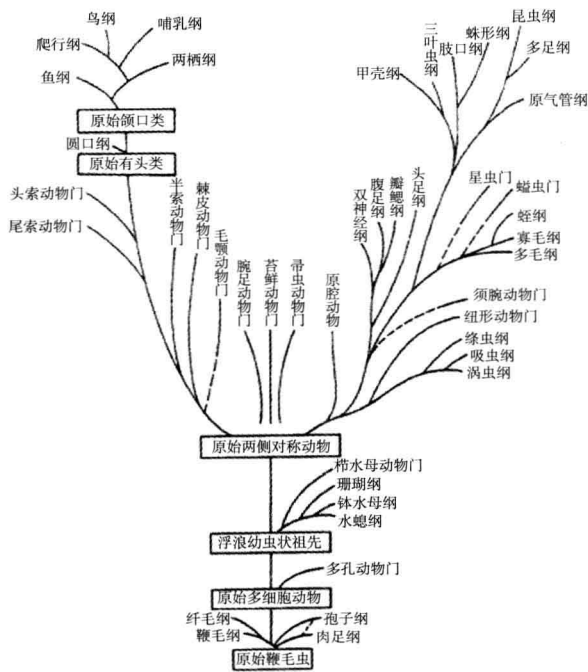 鸟纲
哺乳纲
爬行纲
两栖纲
鱼纲
原始颌口类
圆口纲
原始有头类
头索动物门
尾索动物门
半索动物门
棘皮动物门
毛颚动物门
腕足动物门
苔鲜动物门
帚虫动物门
原腔动物
双神经纲
腹足纲
瓣鳃纲
头足纲
甲壳纲
三叶虫纲
肢口纲
蛛形纲
昆虫纲
多足纲
原气管纲
星虫门
螠虫门
蛭纲
寡毛纲
多毛纲
须腕动物门
纽形动物门
绦虫纲
吸虫纲
涡虫纲
原始两侧对称动物
栉水母动物门
珊瑚纲
钵水母纲
水螅纲
浮浪幼虫状祖先
多孔动物门
原始多细胞动物
纤毛纲
鞭毛纲
孢子纲
肉足纲
原始鞭毛虫